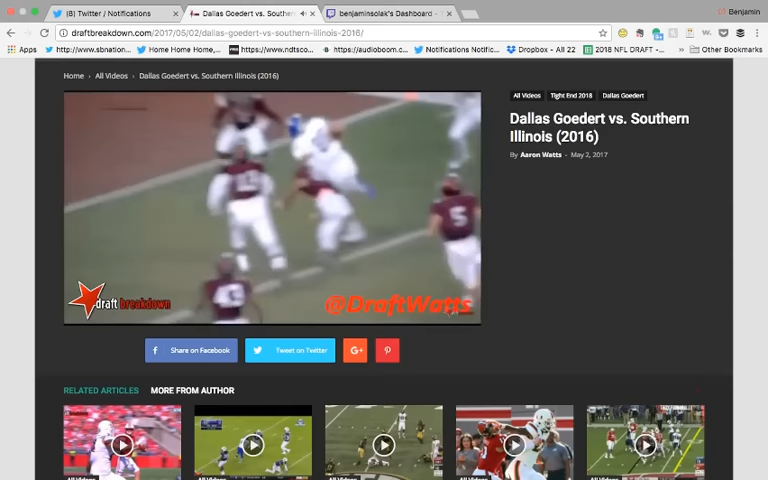 (8) Twitter / Notifications
Dallas Goedert vs. Southern
benjaminsolak's Dashboard -
Benjamin
draftbreakdown.com/2017/05/02/dallas-goedert-vs-southern-illinois-2016/
Apps
http://www.sbnation...
Home Home Home,...
https://www.ndtsco...
https://audioboom.c...
Notifications Notific...
Dropbox - All 22
2018 NFL DRAFT -...
Other Bookmarks
Home › All Videos › Dallas Goedert vs. Southern Illinois (2016)
All Videos
Tight End 2018
Dallas Goedert
Dallas Goedert vs. Southern
Illinois (2016)
By Aaron Watts - May 2, 2017
5
43
draft breakdown
@DraftWatts
Share on Facebook
Tweet on Twitter
G+
RELATED ARTICLES
MORE FROM AUTHOR